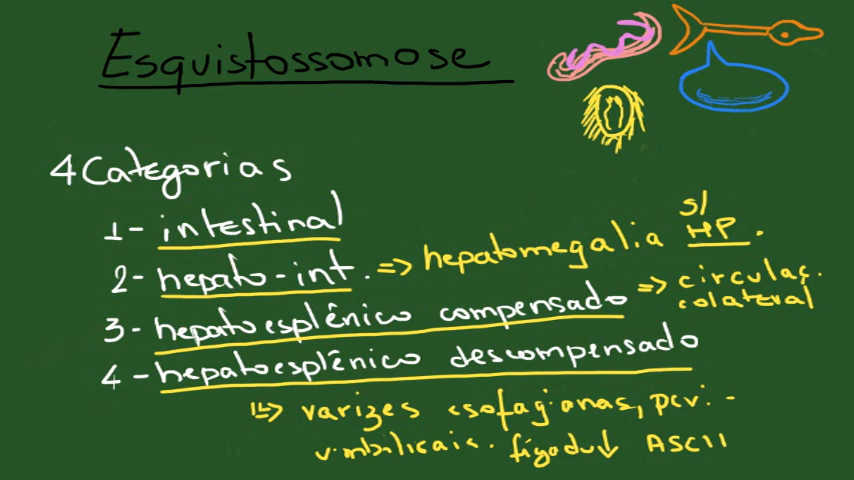 Esquistossomose
4 Categorias
1- intestinal
2- hepato-int. => hepatomegalia s/ HP.
3- hepatoesplênico compensado => circulaç. colateral
4- hepatoesplênico descompensado
=> varizes esofagianas, peri-
umbilicais. fígado↓ ASCII